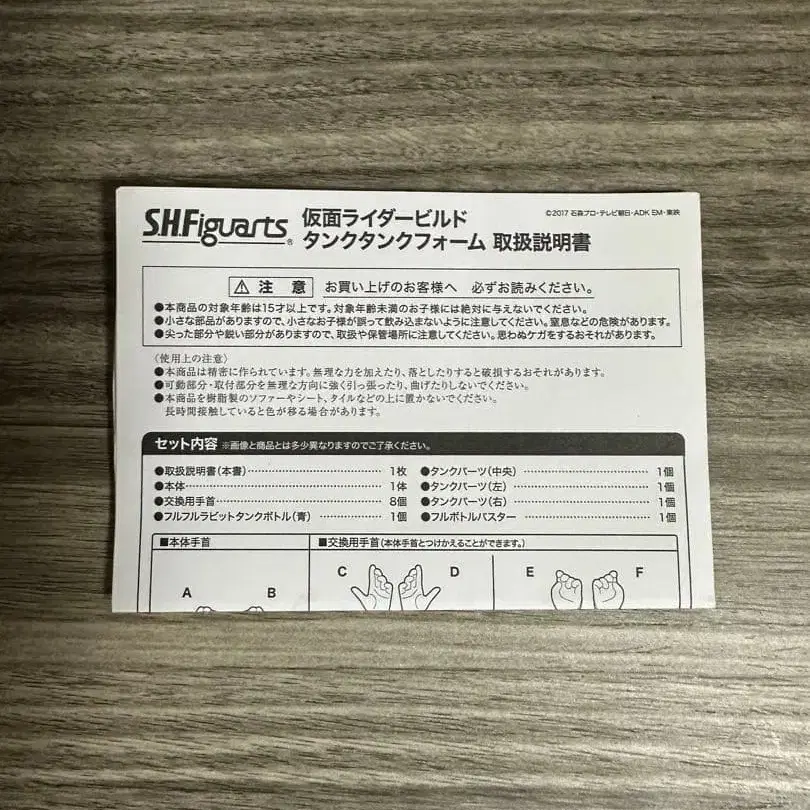 S.H.Figuarts®
仮面ライダービルド
タンクタンクフォーム 取扱説明書
©2017 石森プロ・テレビ朝日・ADK EM・東映
⚠ 注 意 お買い上げのお客様へ 必ずお読みください。
●本商品の対象年齢は15才以上です。対象年齢未満のお子様には絶対に与えないでください。
●小さな部品がありますので、小さなお子様が誤って飲み込まないように注意してください。窒息などの危険があります。
●尖った部分や鋭い部分がありますので、取扱や保管場所に注意してください。思わぬケガをするおそれがあります。
〈使用上の注意〉
●本商品は精密に作られています。無理な力を加えたり、落としたりすると破損するおそれがあります。
●可動部分・取付部分を無理な方向に強く引っ張ったり、曲げたりしないでください。
●本商品を樹脂製のソファーやシート、タイルなどの上に置かないでください。
長時間接触していると色が移る場合があります。
セット内容 ※画像と商品とは多少異なりますのでご了承ください。
●取扱説明書(本書) 1枚
●本体 1体
●交換用手首 8個
●フルフルラビットタンクボトル(青) 1個
●タンクパーツ(中央) 1個
●タンクパーツ(左) 1個
●タンクパーツ(右) 1個
●フルボトルバスター 1個
■本体手首
A B
■交換用手首(本体手首とつけかえることができます。)
C D E F